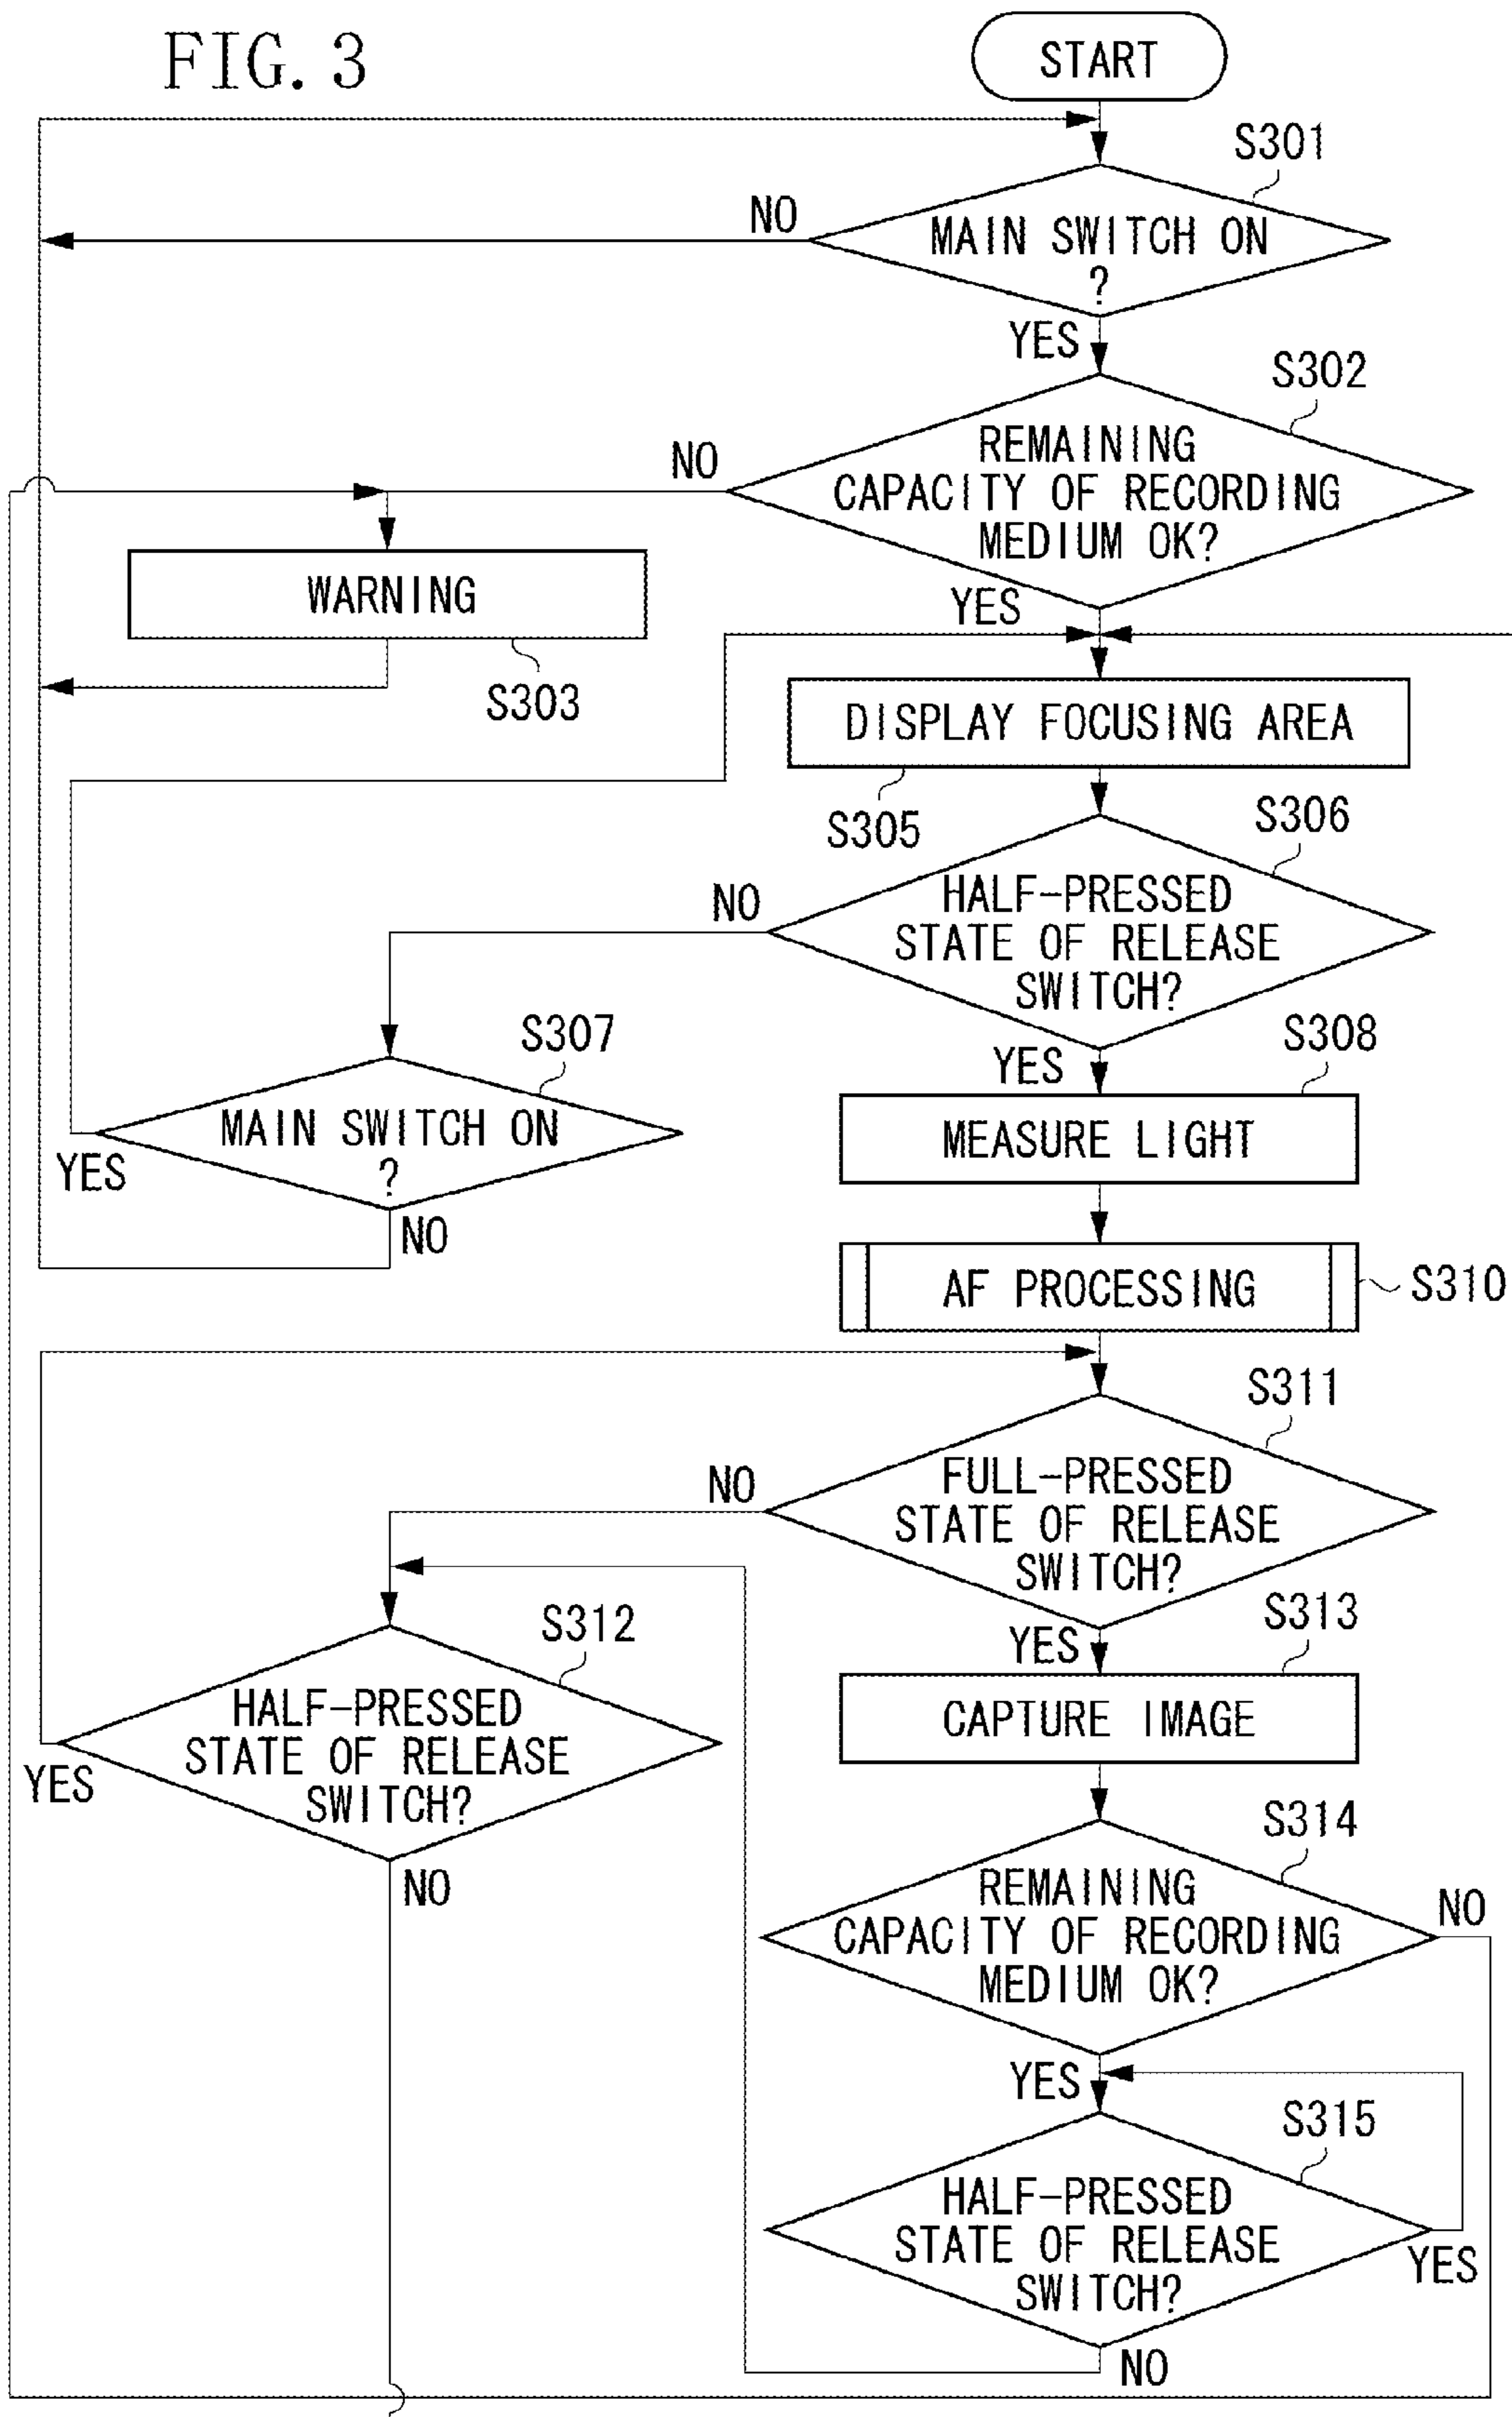 FIG. 3
START
S301
NO
MAIN SWITCH ON
?
YES
S302
NO
REMAINING
CAPACITY OF RECORDING
MEDIUM OK?
YES
WARNING
S303
DISPLAY FOCUSING AREA
S305
S306
NO
HALF-PRESSED
STATE OF RELEASE
SWITCH?
YES
S307
MAIN SWITCH ON
?
YES
NO
S308
MEASURE LIGHT
AF PROCESSING
S310
S311
NO
FULL-PRESSED
STATE OF RELEASE
SWITCH?
YES
S312
HALF-PRESSED
STATE OF RELEASE
SWITCH?
YES
NO
S313
CAPTURE IMAGE
S314
REMAINING
CAPACITY OF RECORDING
MEDIUM OK?
NO
YES
S315
HALF-PRESSED
STATE OF RELEASE
SWITCH?
YES
NO